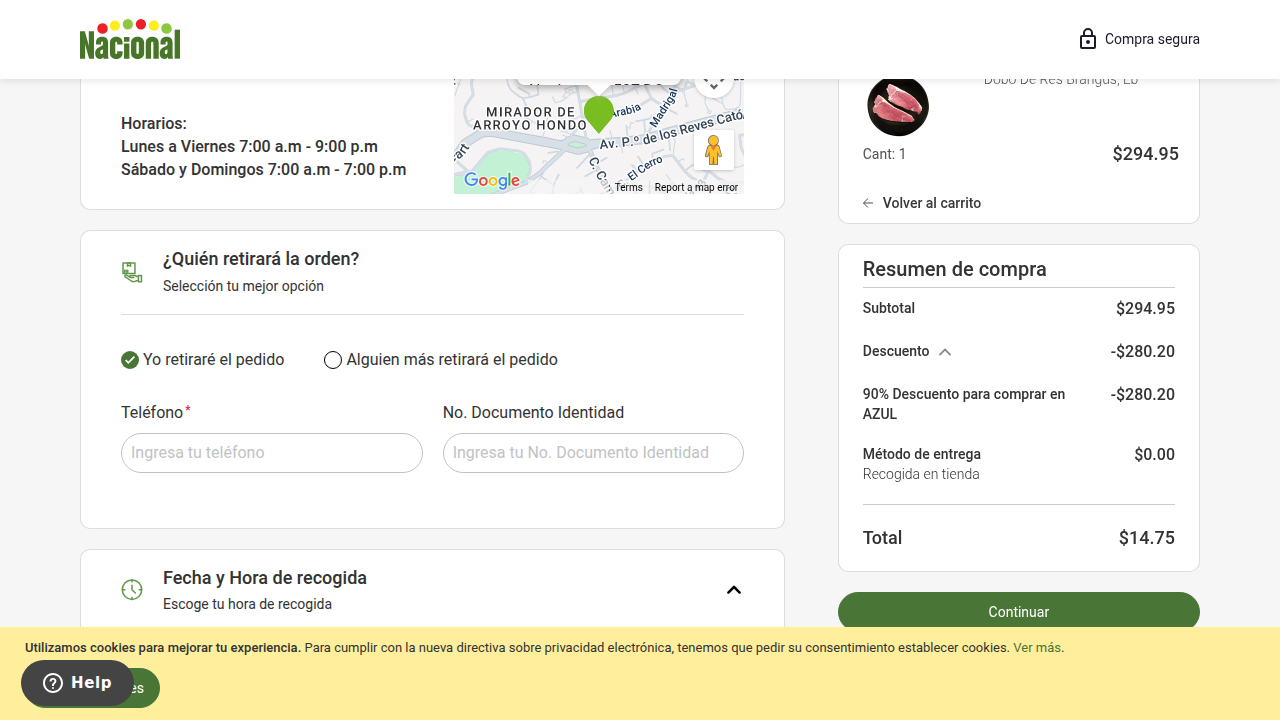 Nacional
Compra segura
Horarios:
Lunes a Viernes 7:00 a.m - 9:00 p.m
Sábado y Domingos 7:00 a.m - 7:00 p.m
MIRADOR DE
ARROYO HONDO
Arabia
Madrigal
Av. P.º de los Reyes Cató
C. Ca
El Cerro
Google
Terms
Report a map error
Dobo De Res Brangus, Lb
Cant: 1
$294.95
Volver al carrito
¿Quién retirará la orden?
Selección tu mejor opción
Yo retiraré el pedido
Alguien más retirará el pedido
Teléfono*
No. Documento Identidad
Ingresa tu teléfono
Ingresa tu No. Documento Identidad
Fecha y Hora de recogida
Escoge tu hora de recogida
Resumen de compra
Subtotal $294.95
Descuento -$280.20
90% Descuento para comprar en -$280.20
AZUL
Método de entrega $0.00
Recogida en tienda
Total $14.75
Continuar
Utilizamos cookies para mejorar tu experiencia. Para cumplir con la nueva directiva sobre privacidad electrónica, tenemos que pedir su consentimiento establecer cookies. Ver más.
Help
es